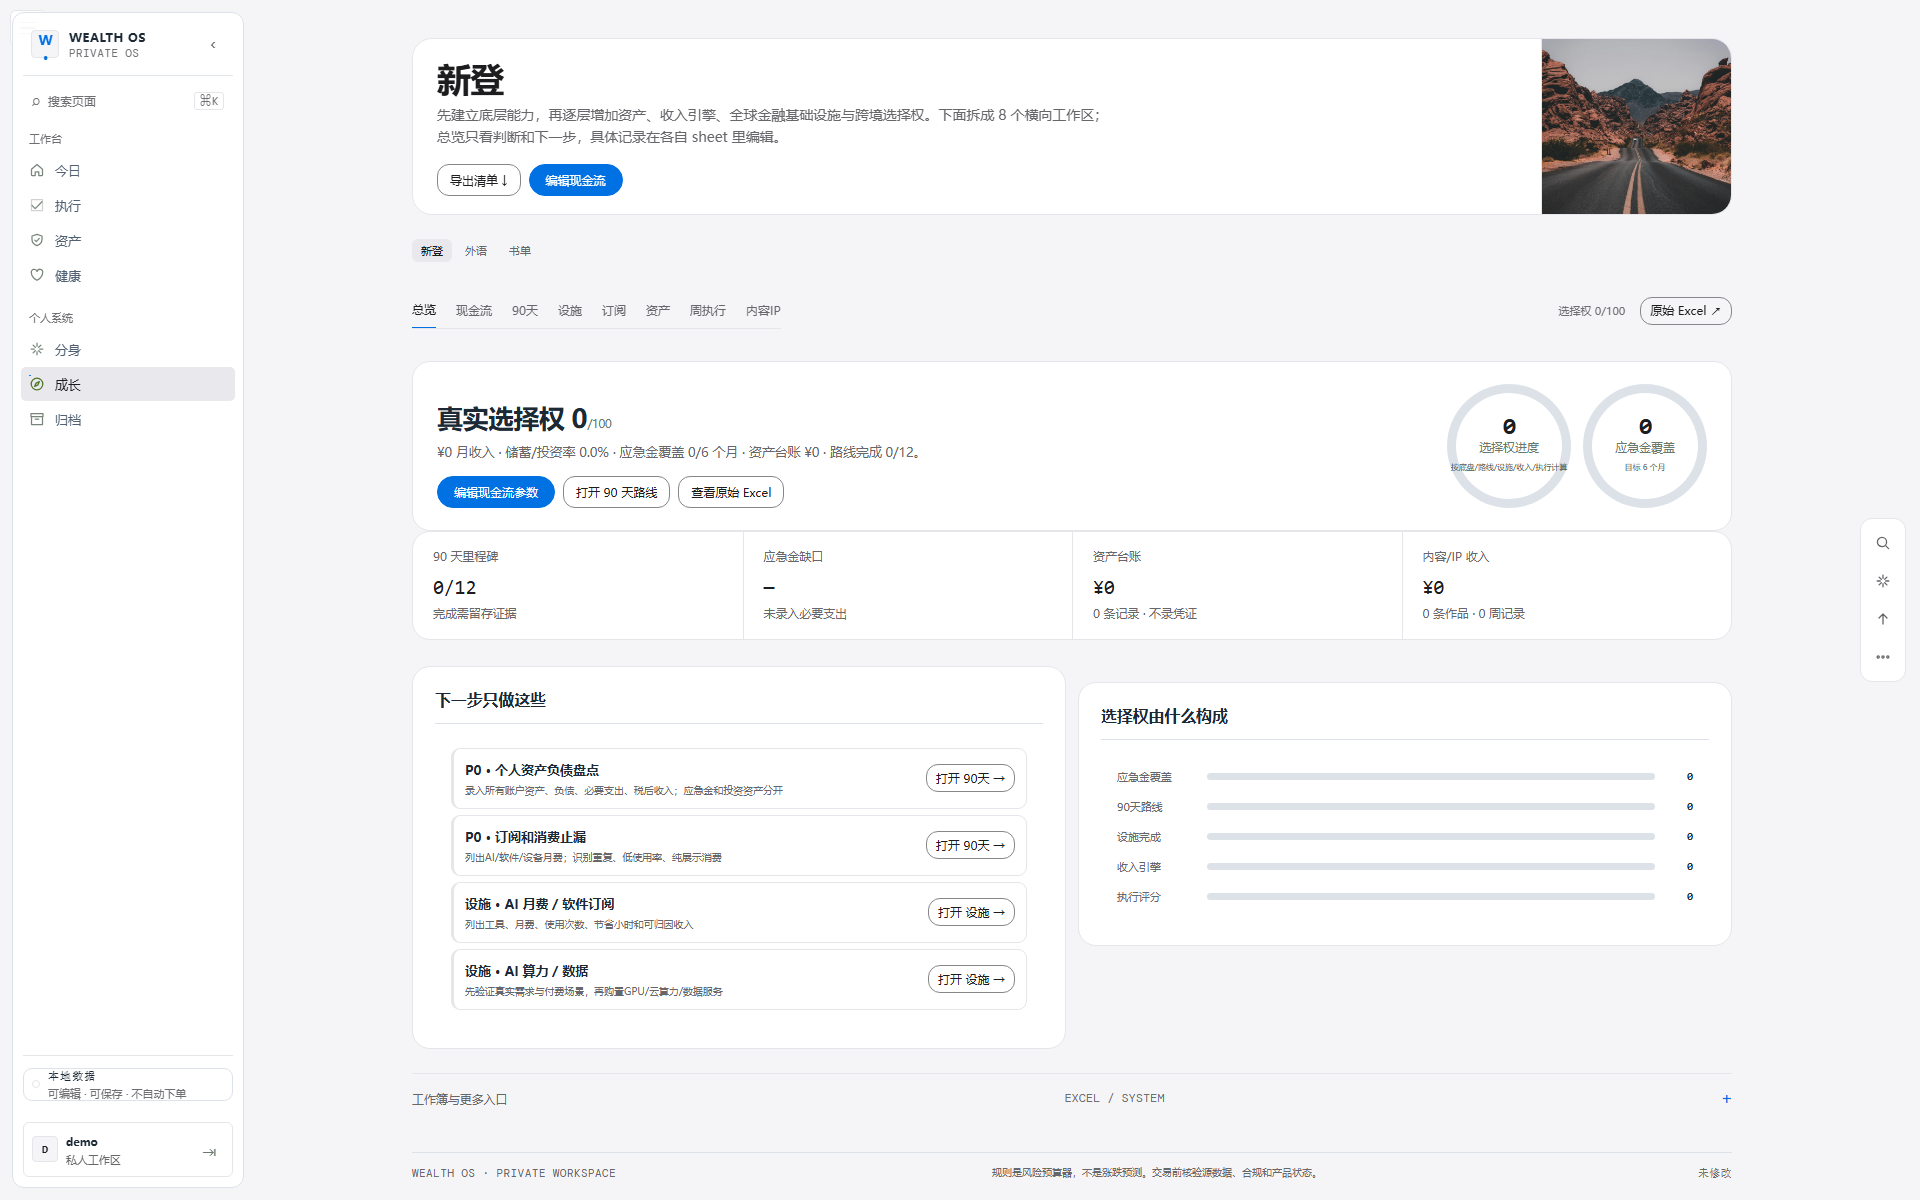 W
WEALTH OS
PRIVATE OS
‹
搜索页面
⌘K
工作台
今日
执行
资产
健康
个人系统
分身
成长
归档
本地数据
可编辑 · 可保存 · 不自动下单
D
demo
私人工作区
新登
先建立底层能力，再逐层增加资产、收入引擎、全球金融基础设施与跨境选择权。下面拆成 8 个横向工作区；
总览只看判断和下一步，具体记录在各自 sheet 里编辑。
导出清单 ↓
编辑现金流
新登 外语 书单
总览 现金流 90天 设施 订阅 资产 周执行 内容IP
选择权 0/100
原始 Excel ↗
真实选择权 0/100
¥0 月收入 · 储蓄/投资率 0.0% · 应急金覆盖 0/6 个月 · 资产台账 ¥0 · 路线完成 0/12。
编辑现金流参数
打开 90 天路线
查看原始 Excel
0
选择权进度
按底盘/路线/设施/收入/执行计算
0
应急金覆盖
目标 6 个月
90 天里程碑
0/12
完成需留存证据
应急金缺口
—
未录入必要支出
资产台账
¥0
0 条记录 · 不录凭证
内容/IP 收入
¥0
0 条作品 · 0 周记录
下一步只做这些
P0 • 个人资产负债盘点
录入所有账户资产、负债、必要支出、税后收入；应急金和投资资产分开
打开 90天 →
P0 • 订阅和消费止漏
列出AI/软件/设备月费；识别重复、低使用率、纯展示消费
打开 90天 →
设施 • AI 月费 / 软件订阅
列出工具、月费、使用次数、节省小时和可归因收入
打开 设施 →
设施 • AI 算力 / 数据
先验证真实需求与付费场景，再购置GPU/云算力/数据服务
打开 设施 →
选择权由什么构成
应急金覆盖 0
90天路线 0
设施完成 0
收入引擎 0
执行评分 0
工作簿与更多入口
EXCEL / SYSTEM
+
WEALTH OS · PRIVATE WORKSPACE
规则是风险预算器，不是涨跌预测。交易前核验源数据、合规和产品状态。
未修改